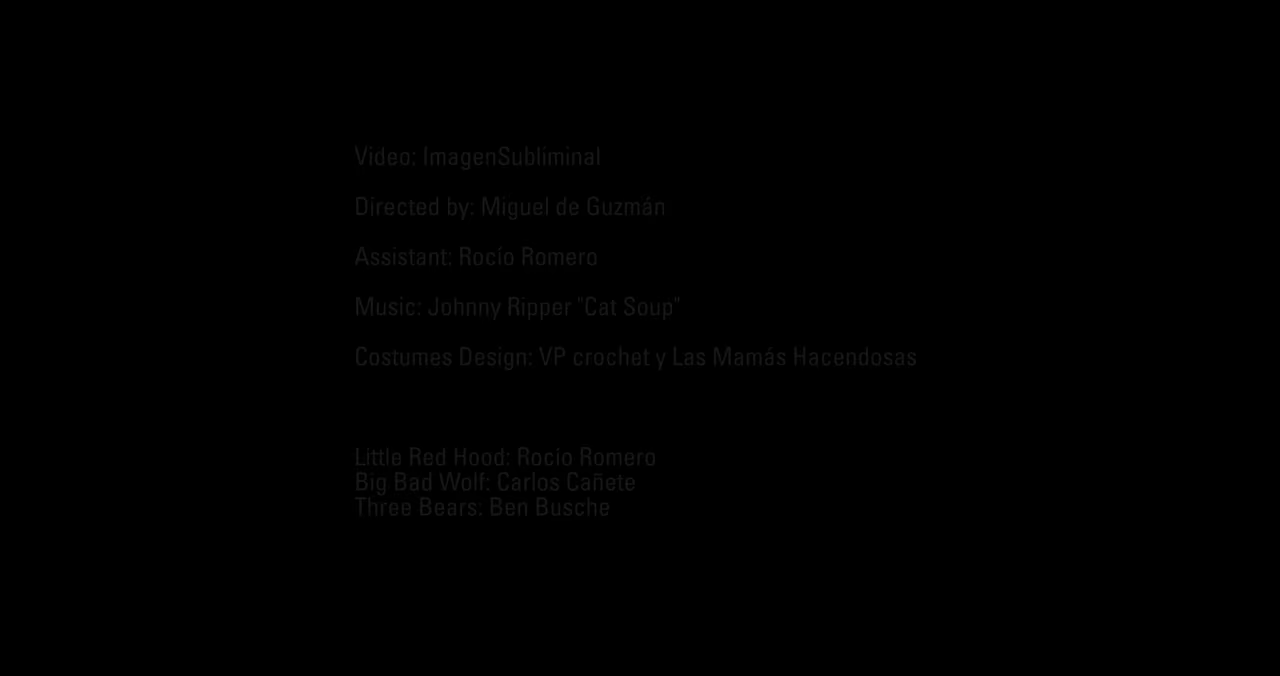 Video: ImagenSubliminal
Directed by: Miguel de Guzmán
Assistant: Rocío Romero
Music: Johnny Ripper "Cat Soup"
Costumes Design: VP crochet y Las Mamás Hacendosas
Little Red Hood: Rocio Romero
Big Bad Wolf: Carlos Cañete
Three Bears: Ben Busche